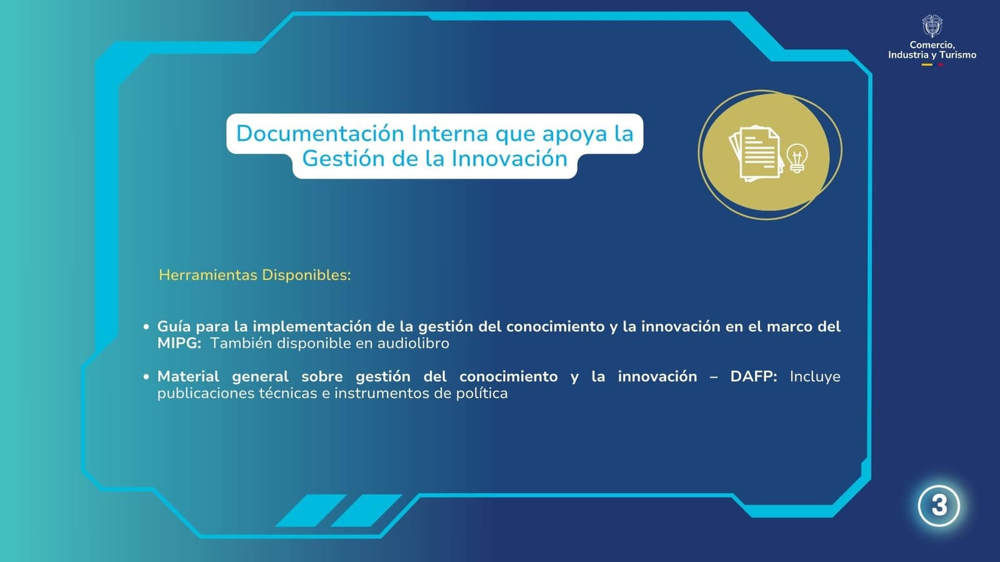 Comercio,
Industria y Turismo
Documentación Interna que apoya la
Gestión de la Innovación
Herramientas Disponibles:
• Guía para la implementación de la gestión del conocimiento y la innovación en el marco del
MIPG: También disponible en audiolibro
• Material general sobre gestión del conocimiento y la innovación – DAFP: Incluye
publicaciones técnicas e instrumentos de política
3